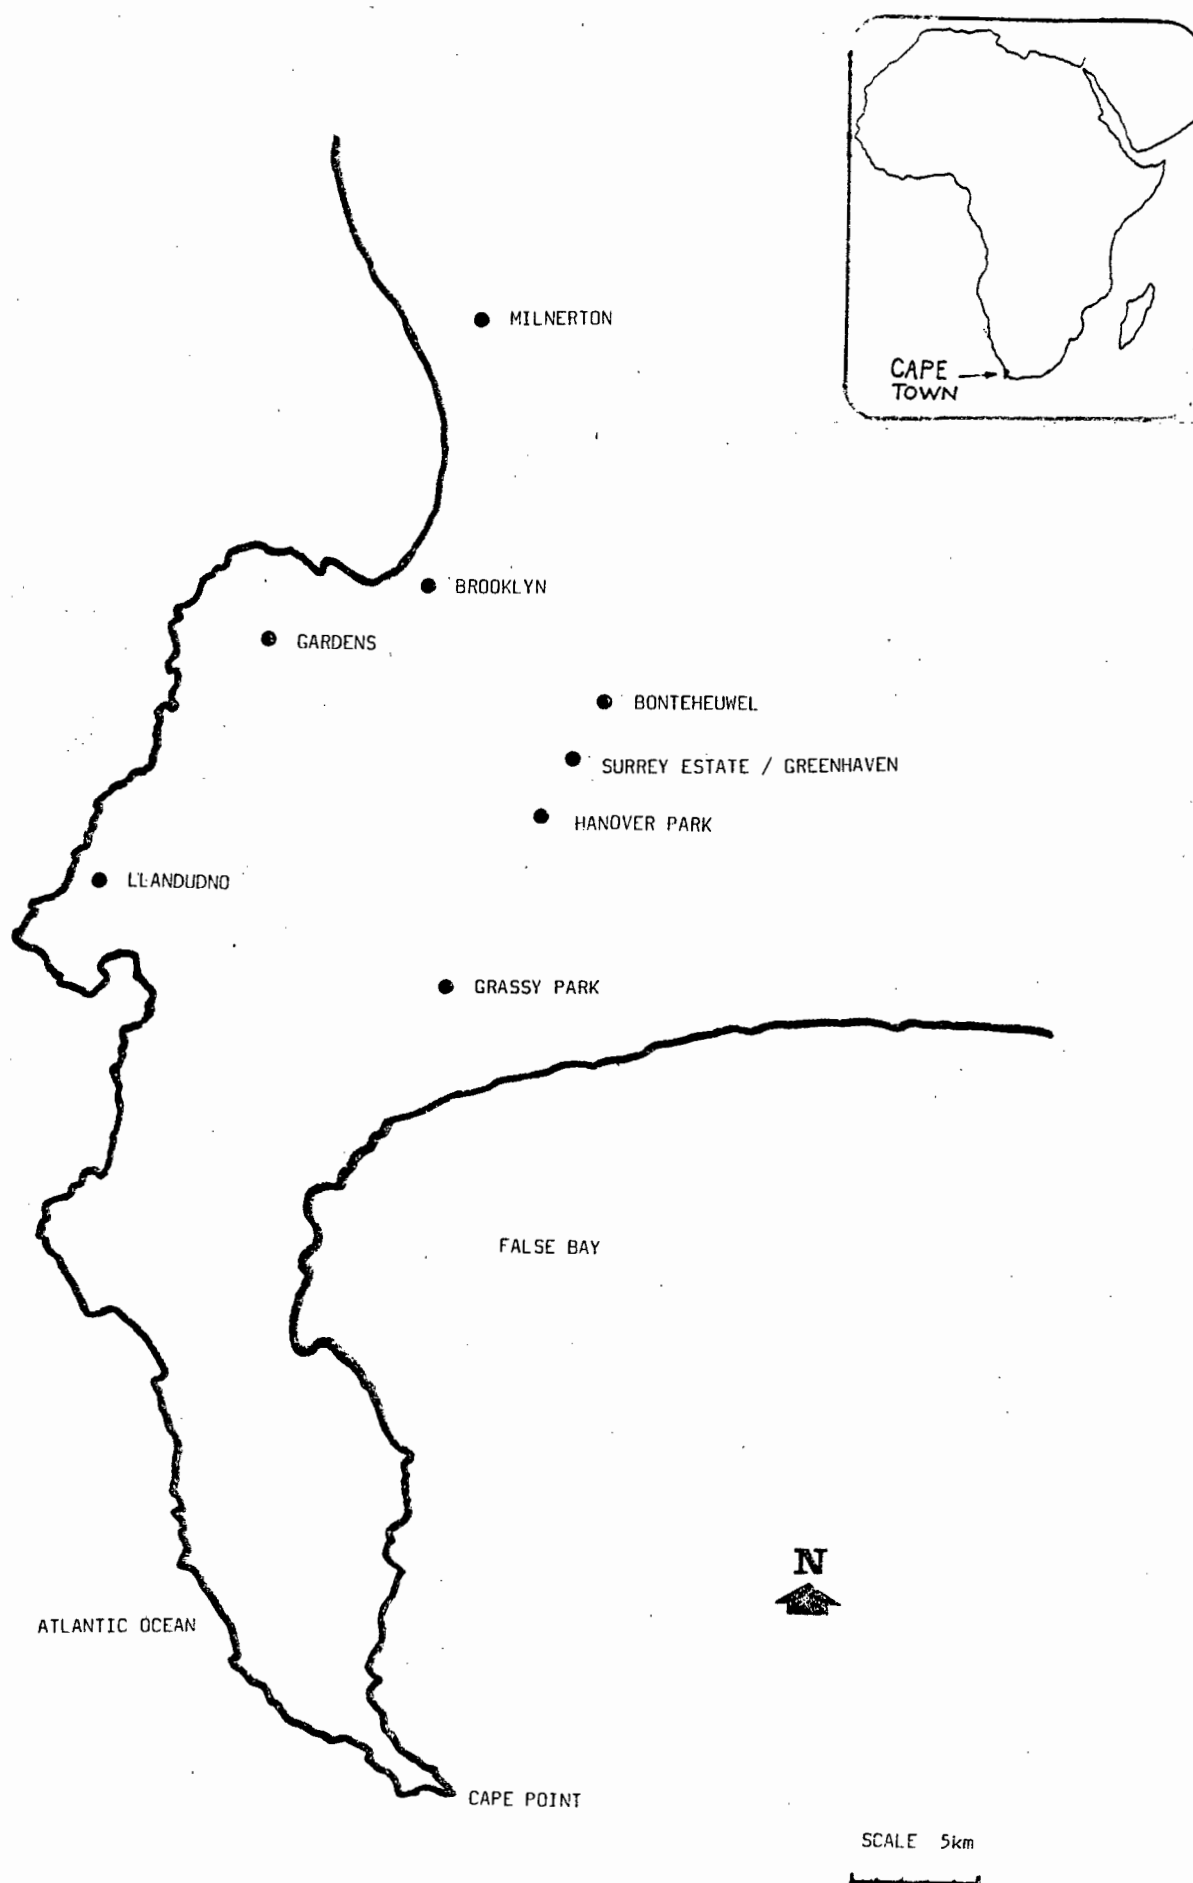 CAPE
TOWN
MILNERTON
BROOKLYN
GARDENS
BONTEHEUWEL
SURREY ESTATE / GREENHAVEN
HANOVER PARK
LLANDUDNO
GRASSY PARK
FALSE BAY
N
ATLANTIC OCEAN
CAPE POINT
SCALE 5km